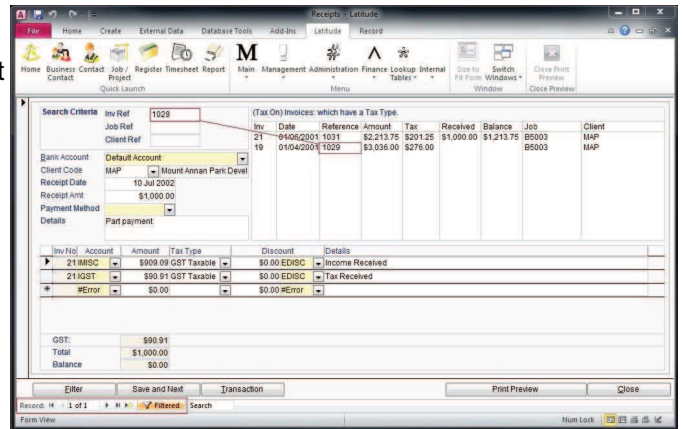 t
Receipts - Latitude
File Home Create External Data Database Tools Add-Ins Latitude Record
Home Business Contact Contact Job / Project Register Timesheet Report Main Management Administration Finance Lookup Tables Internal Size to Fit Form Switch Windows Close Print Preview
Quick Launch Menu Window Close Preview
Search Criteria Inv Ref 1029 (Tax On) Invoices: which have a Tax Type.
Job Ref Inv Date Reference Amount Tax Received Balance Job Client
Client Ref 21 01/05/2001 1031 $2,213.75 $201.25 $1,000.00 $1,213.75 B5003 MAP
19 01/04/2001 1029 $3,036.00 $276.00 B5003 MAP
Bank Account Default Account
Client Code MAP Mount Annan Park Devel
Receipt Date 10 Jul 2002
Receipt Amt $1,000.00
Payment Method
Details Part payment
Inv No Account Amount Tax Type Discount Details
21 IMISC $909.09 GST Taxable $0.00 EDISC Income Received
21 IGST $90.91 GST Taxable $0.00 EDISC Tax Received
* #Error $0.00 $0.00 #Error
GST: $90.91
Total $1,000.00
Balance $0.00
Filter Save and Next Transaction Print Preview Close
Record: 1 of 1 Filtered Search
Form View Num Lock